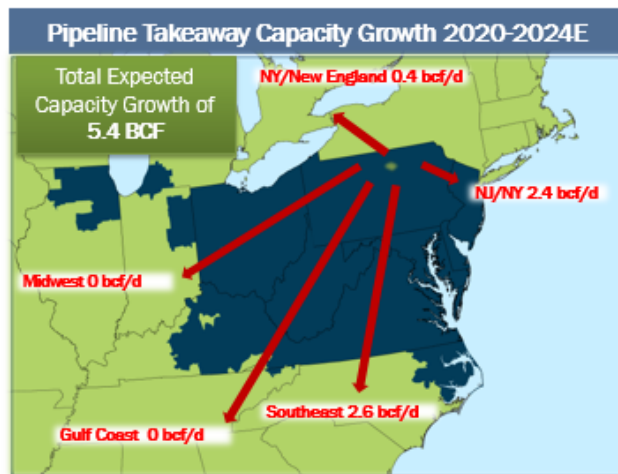 Pipeline Takeaway Capacity Growth 2020-2024E
Total Expected
Capacity Growth of
5.4 BCF
NY/New England 0.4 bcf/d
NJ/NY 2.4 bcf/d
Midwest 0 bcf/d
Southeast 2.6 bcf/d
Gulf Coast 0 bcf/d